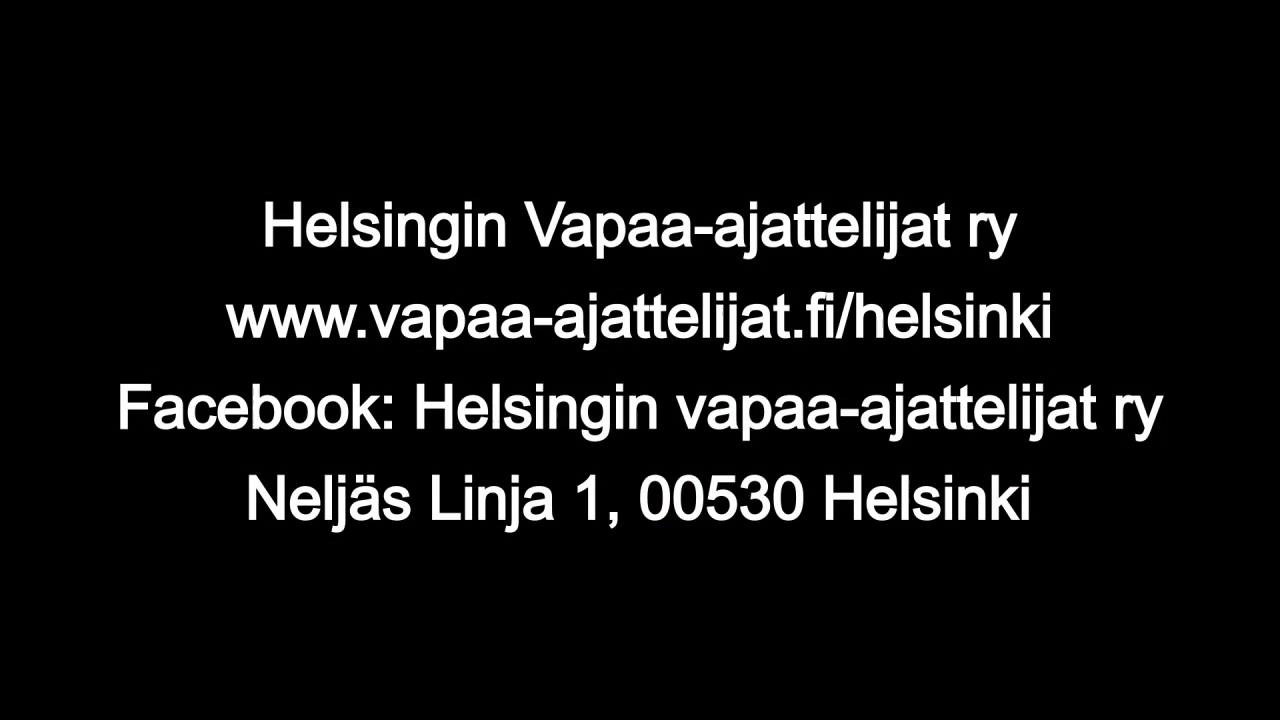 Helsingin Vapaa-ajattelijat ry
www.vapaa-ajattelijat.fi/helsinki
Facebook: Helsingin vapaa-ajattelijat ry
Neljäs Linja 1, 00530 Helsinki